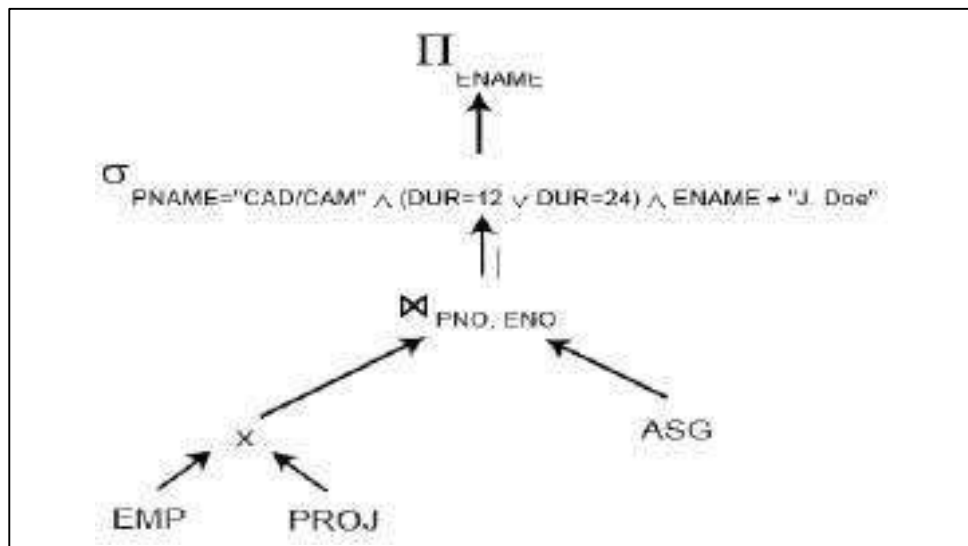 Π ENAME
σ PNAME="CAD/CAM" ∧ (DUR=12 ∨ DUR=24) ∧ ENAME ≠ "J. Doe"
⋈ PNO, ENO
×
ASG
EMP PROJ